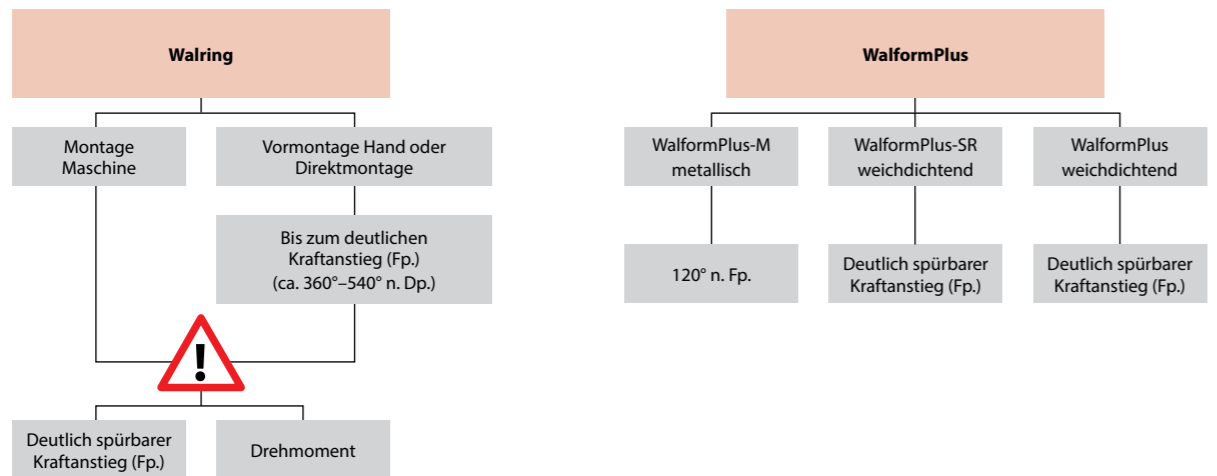 Walring
Montage
Maschine
Vormontage Hand oder
Direktmontage
Bis zum deutlichen
Kraftanstieg (Fp.)
(ca. 360°–540° n. Dp.)
!
Deutlich spürbarer
Kraftanstieg (Fp.)
Drehmoment
WalformPlus
WalformPlus-M
metallisch
WalformPlus-SR
weichdichtend
WalformPlus
weichdichtend
120° n. Fp.
Deutlich spürbarer
Kraftanstieg (Fp.)
Deutlich spürbarer
Kraftanstieg (Fp.)